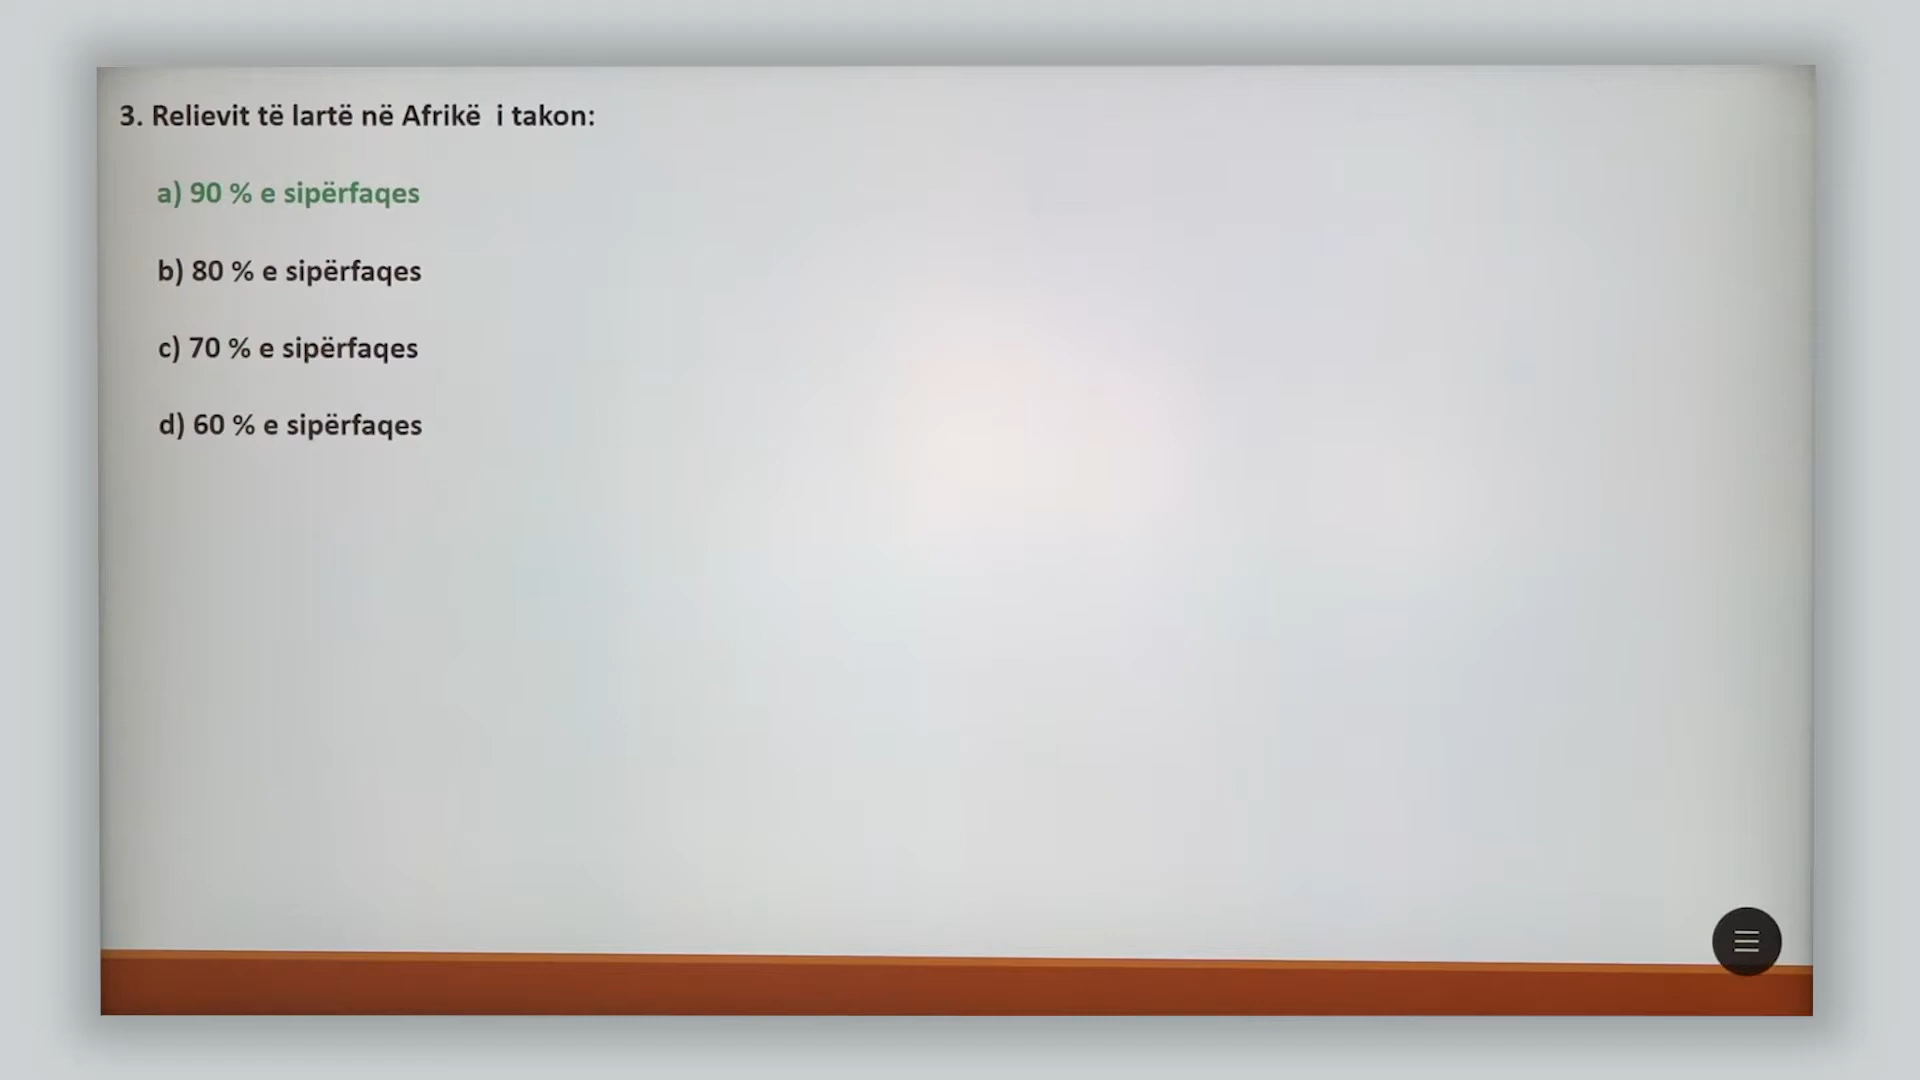 3. Relievit të lartë në Afrikë i takon:
a) 90 % e sipërfaqes
b) 80 % e sipërfaqes
c) 70 % e sipërfaqes
d) 60 % e sipërfaqes